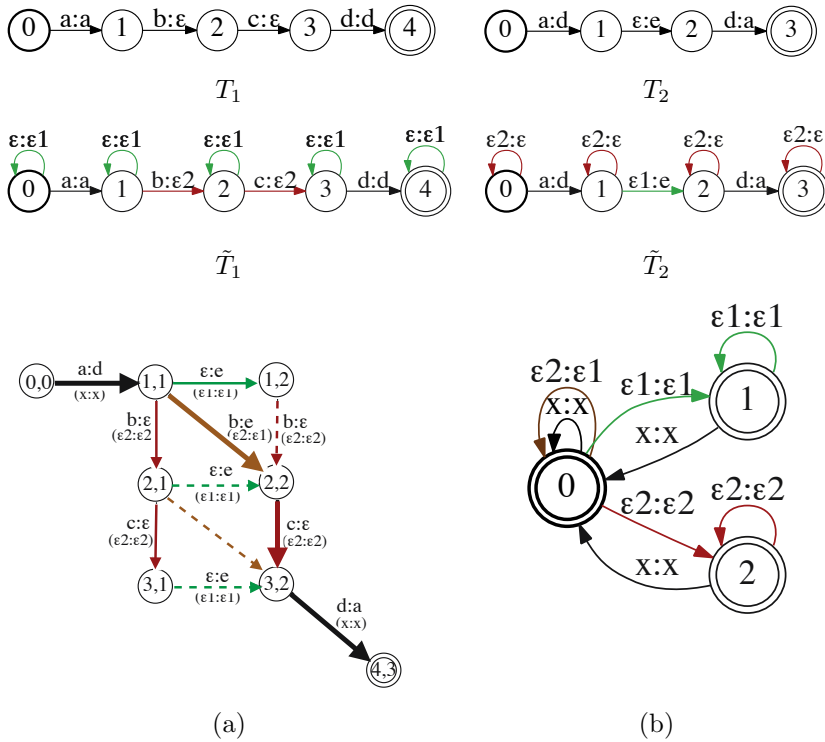 a:a b:ε c:ε d:d
0 1 2 3 4
a:d ε:e d:a
0 1 2 3
T1
T2
ε:ε1 ε:ε1 ε:ε1 ε:ε1 ε:ε1
a:a b:ε2 c:ε2 d:d
0 1 2 3 4
ε2:ε ε2:ε ε2:ε ε2:ε
a:d ε1:e d:a
0 1 2 3
T̃1
T̃2
a:d
0,0
(x:x)
1,1
ε:e
(ε1:ε1)
1,2
b:ε
(ε2:ε2
b:e
(ε2:ε1)
b:ε
(ε2:ε2)
2,1
ε:e
(ε1:ε1)
2,2
c:ε
(ε2:ε2)
c:ε
(ε2:ε2)
3,1
ε:e
(ε1:ε1)
3,2
d:a
(x:x)
4,3
ε1:ε1
ε2:ε1
ε1:ε1
x:x
1
x:x
0
ε2:ε2
ε2:ε2
x:x
2
(a)
(b)